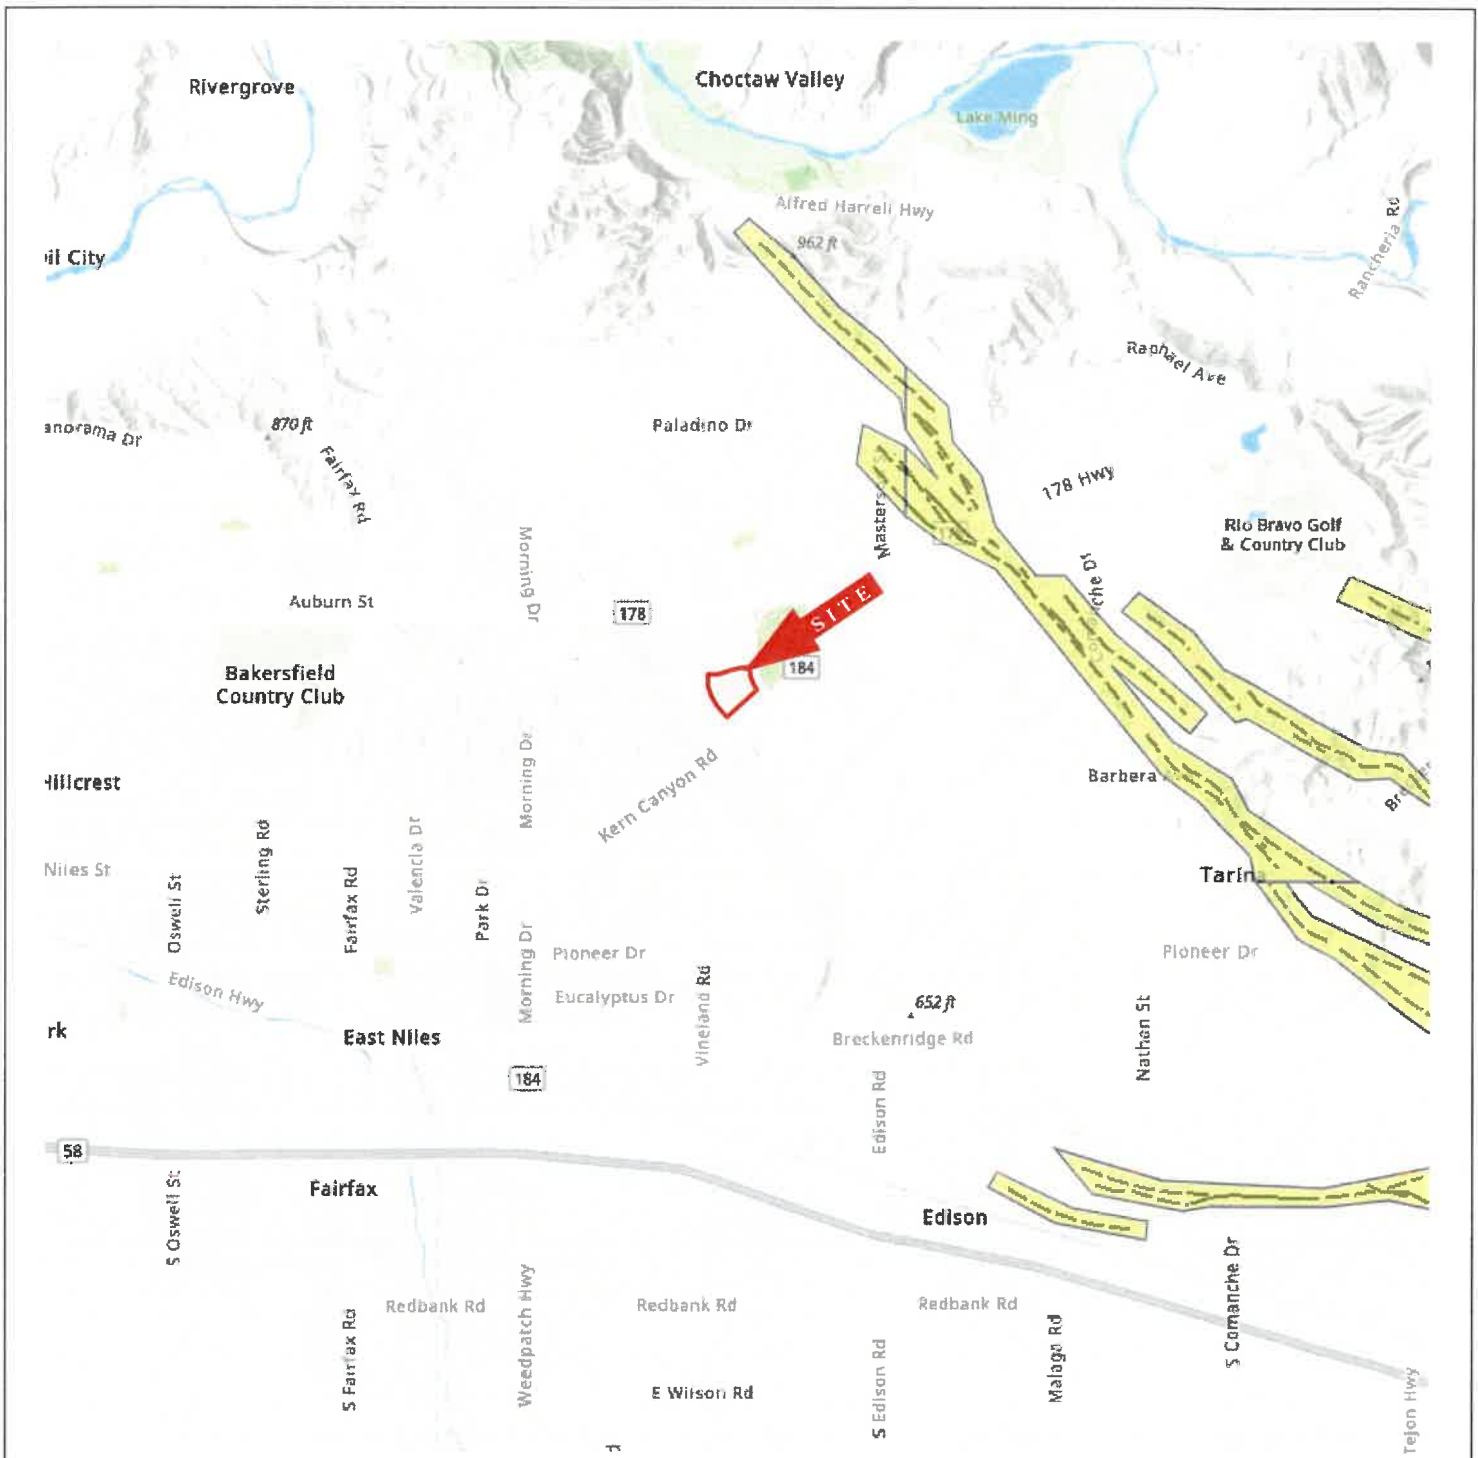 Choctaw Valley
Rivergrove
Lake Ming
Alfred Harrell Hwy
Rancheria Rd
962 ft
il City
Raphael Ave
anorama Dr
870 ft
Fairfax Rd
Paladino Dr
178 Hwy
Masters
Rio Bravo Golf
& Country Club
Morning Dr
Comanche Dr
Auburn St
178
SITE
184
Bakersfield
Country Club
Morning Dr
Kern Canyon Rd
Barbera
Hillcrest
Bre
Niles St
Oswell St
Sterling Rd
Fairfax Rd
Valencia Dr
Park Dr
Tarina
Morning Dr
Pioneer Dr
Pioneer Dr
Eucalyptus Dr
Vineland Rd
Edison Hwy
652 ft
Breckenridge Rd
Nathan St
rk
East Niles
184
Edison Rd
58
S Oswell St
Fairfax
Edison
S Comanche Dr
Redbank Rd
Redbank Rd
Redbank Rd
Weedpatch Hwy
S Fairfax Rd
E Wilson Rd
S Edison Rd
Malaga Rd
Tejon Hwy